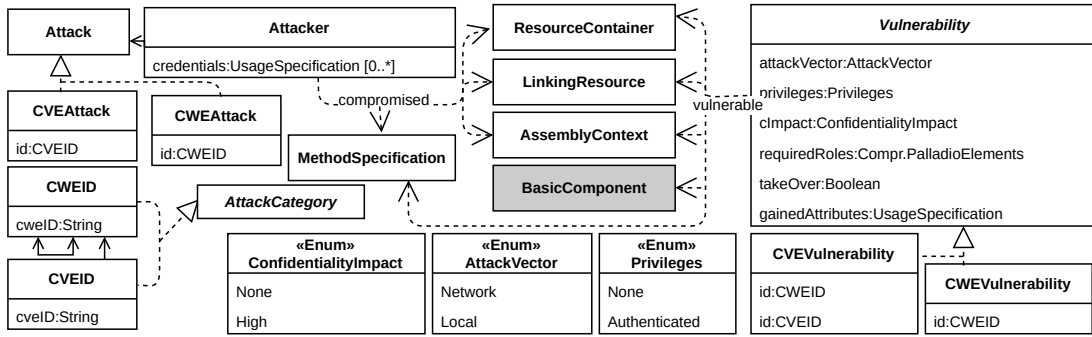 Attack
Attacker
credentials:UsageSpecification [0..*]
CVEAttack
id:CVEID
CWEAttack
id:CWEID
compromised
MethodSpecification
ResourceContainer
LinkingResource
AssemblyContext
BasicComponent
vulnerable
Vulnerability
attackVector:AttackVector
privileges:Privileges
cImpact:ConfidentialityImpact
requiredRoles:Compr.PalladioElements
takeOver:Boolean
gainedAttributes:UsageSpecification
CWEID
cweID:String
AttackCategory
CVEID
cveID:String
«Enum»
ConfidentialityImpact
None
High
«Enum»
AttackVector
Network
Local
«Enum»
Privileges
None
Authenticated
CVEVulnerability
id:CWEID
id:CVEID
CWEVulnerability
id:CWEID